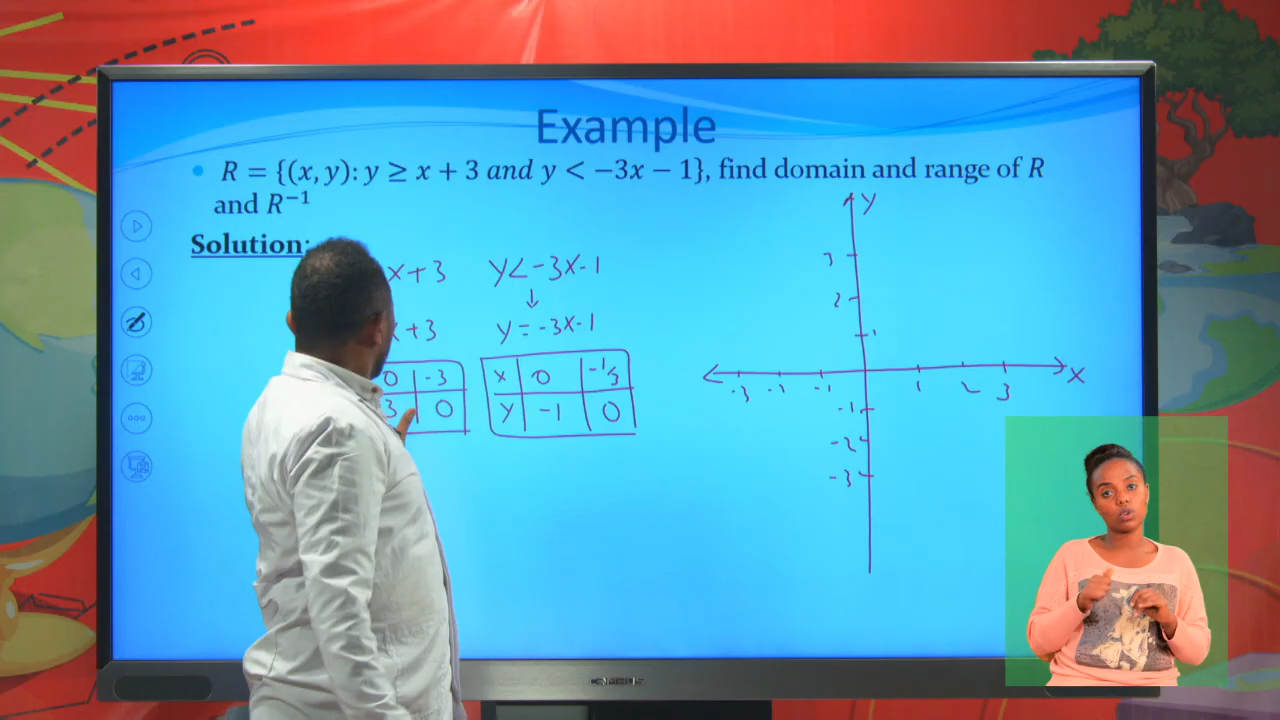 Example
• R = {(x, y): y ≥ x + 3 and y < −3x − 1}, find domain and range of R
and R⁻¹
Solution:
x+3 y<-3x-1
↓
x+3 y=-3x-1
0 -3
3 0
x 0 -1/3
y -1 0
Y
3
2
1
-3 -2 -1 1 2 3 X
-1
-2
-3